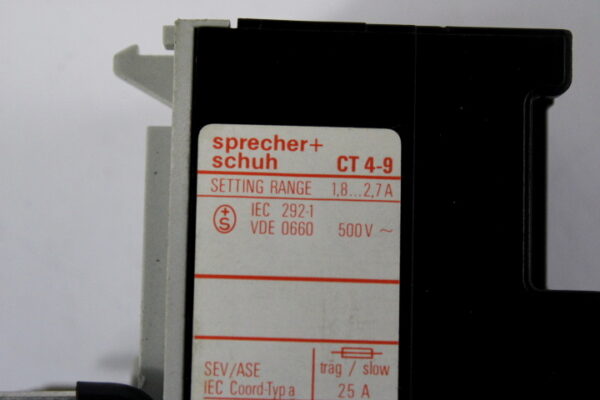 sprecher+
schuh CT 4-9
SETTING RANGE 1,8...2,7 A
+S IEC 292-1
VDE 0660 500 V ~
SEV/ASE träg / slow
IEC Coord-Typ a 25 A